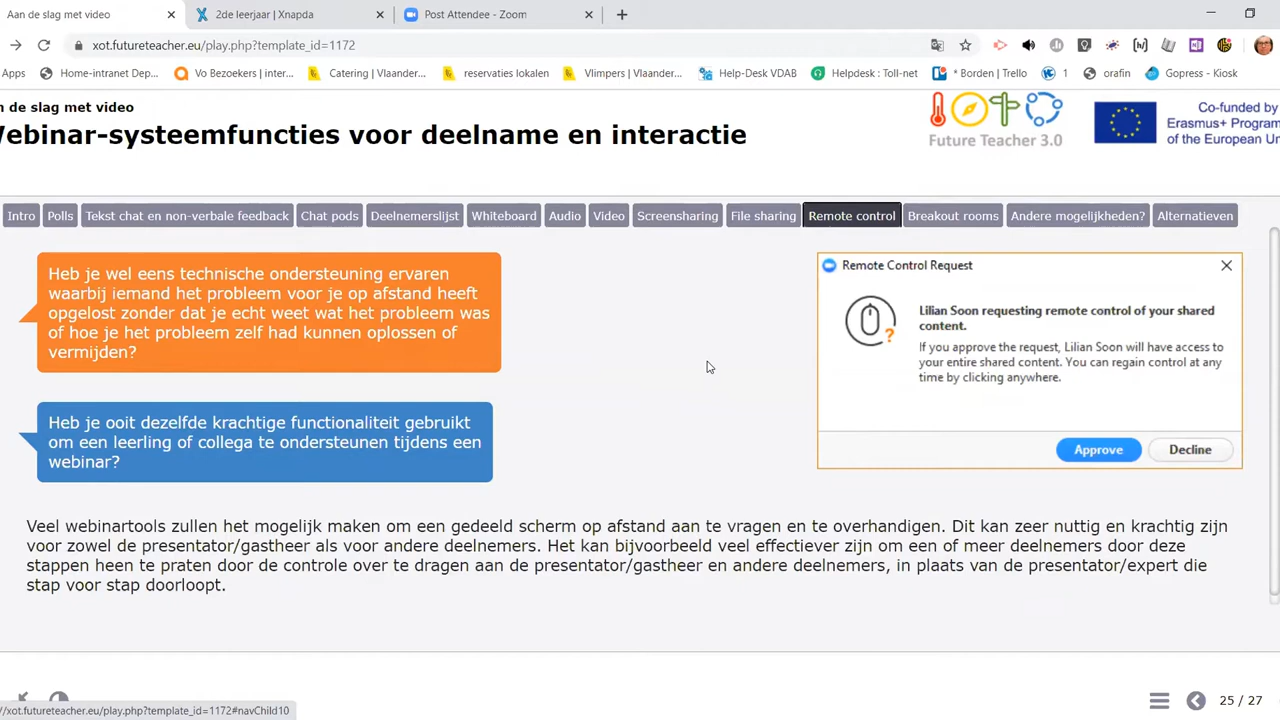 Aan de slag met video
2de leerjaar | Xnapda
Post Attendee - Zoom
xot.futureteacher.eu/play.php?template_id=1172
Apps
Home-intranet Dep...
Vo Bezoekers | inter...
Catering | Vlaander...
reservaties lokalen
Vlimpers | Vlaander...
Help-Desk VDAB
Helpdesk : Toll-net
* Borden | Trello
1
orafin
Gopress - Kiosk
n de slag met video
Webinar-systeemfuncties voor deelname en interactie
Future Teacher 3.0
Co-funded by
Erasmus+ Program
of the European Un
Intro
Polls
Tekst chat en non-verbale feedback
Chat pods
Deelnemerslijst
Whiteboard
Audio
Video
Screensharing
File sharing
Remote control
Breakout rooms
Andere mogelijkheden?
Alternatieven
Heb je wel eens technische ondersteuning ervaren
waarbij iemand het probleem voor je op afstand heeft
opgelost zonder dat je echt weet wat het probleem was
of hoe je het probleem zelf had kunnen oplossen of
vermijden?
Heb je ooit dezelfde krachtige functionaliteit gebruikt
om een leerling of collega te ondersteunen tijdens een
webinar?
Remote Control Request
Lilian Soon requesting remote control of your shared
content.
If you approve the request, Lilian Soon will have access to
your entire shared content. You can regain control at any
time by clicking anywhere.
Approve
Decline
Veel webinartools zullen het mogelijk maken om een gedeeld scherm op afstand aan te vragen en te overhandigen. Dit kan zeer nuttig en krachtig zijn
voor zowel de presentator/gastheer als voor andere deelnemers. Het kan bijvoorbeeld veel effectiever zijn om een of meer deelnemers door deze
stappen heen te praten door de controle over te dragen aan de presentator/gastheer en andere deelnemers, in plaats van de presentator/expert die
stap voor stap doorloopt.
//xot.futureteacher.eu/play.php?template_id=1172#navChild10
25 / 27